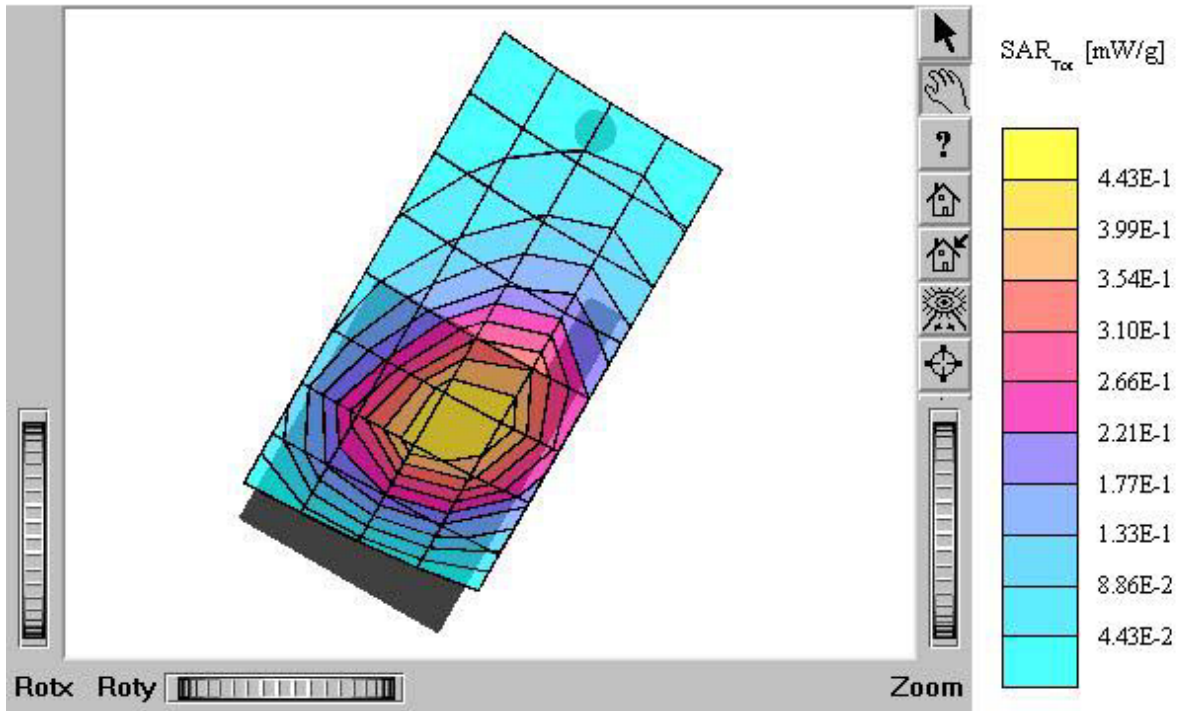 SAR Tot [mW/g]
?
4.43E-1
3.99E-1
3.54E-1
3.10E-1
2.66E-1
2.21E-1
1.77E-1
1.33E-1
8.86E-2
4.43E-2
Rotx Roty Zoom